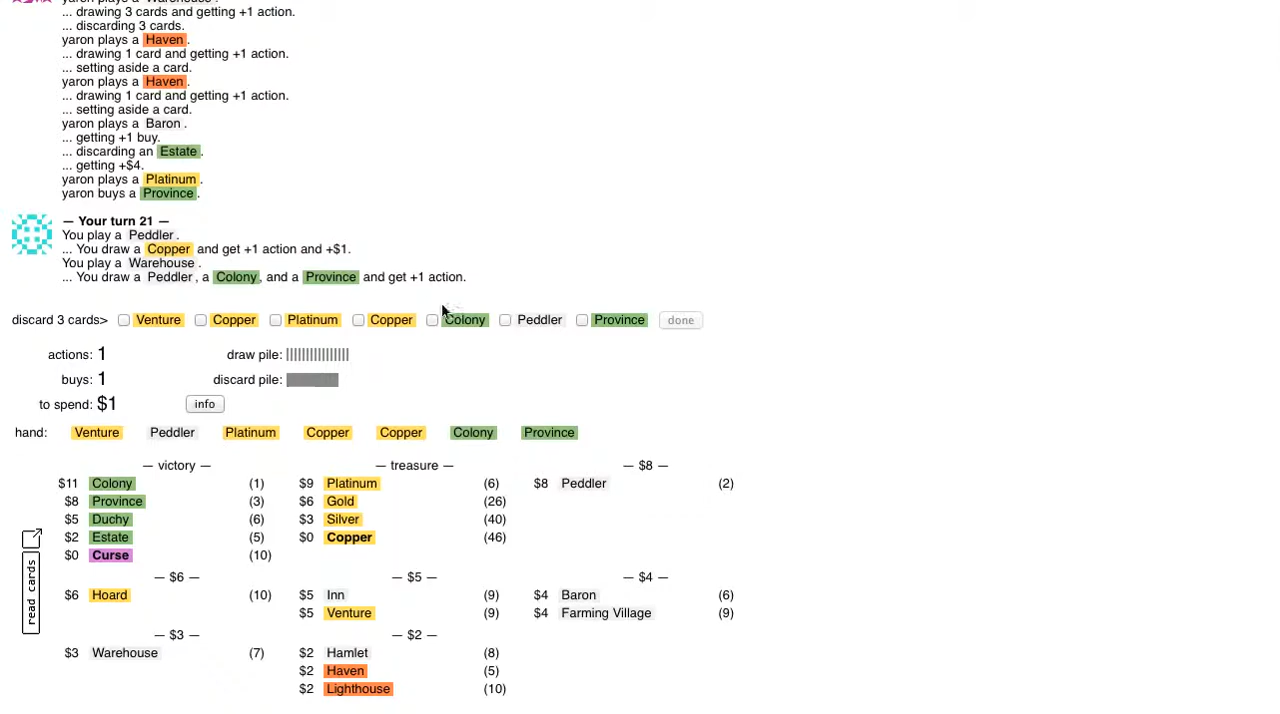 yaron plays a Warehouse.
... drawing 3 cards and getting +1 action.
... discarding 3 cards.
yaron plays a Haven.
... drawing 1 card and getting +1 action.
... setting aside a card.
yaron plays a Haven.
... drawing 1 card and getting +1 action.
... setting aside a card.
yaron plays a Baron.
... getting +1 buy.
... discarding an Estate.
... getting +$4.
yaron plays a Platinum.
yaron buys a Province.
— Your turn 21 —
You play a Peddler.
... You draw a Copper and get +1 action and +$1.
You play a Warehouse.
... You draw a Peddler, a Colony, and a Province and get +1 action.
discard 3 cards> Venture Copper Platinum Copper Colony Peddler Province done
actions: 1 draw pile:
buys: 1 discard pile:
to spend: $1 info
hand: Venture Peddler Platinum Copper Copper Colony Province
— victory — — treasure — — $8 —
$11 Colony (1) $9 Platinum (6) $8 Peddler (2)
$8 Province (3) $6 Gold (26)
$5 Duchy (6) $3 Silver (40)
$2 Estate (5) $0 Copper (46)
$0 Curse (10)
— $6 — — $5 — — $4 —
$6 Hoard (10) $5 Inn (9) $4 Baron (6)
$5 Venture (9) $4 Farming Village (9)
— $3 — — $2 —
$3 Warehouse (7) $2 Hamlet (8)
$2 Haven (5)
$2 Lighthouse (10)
read cards